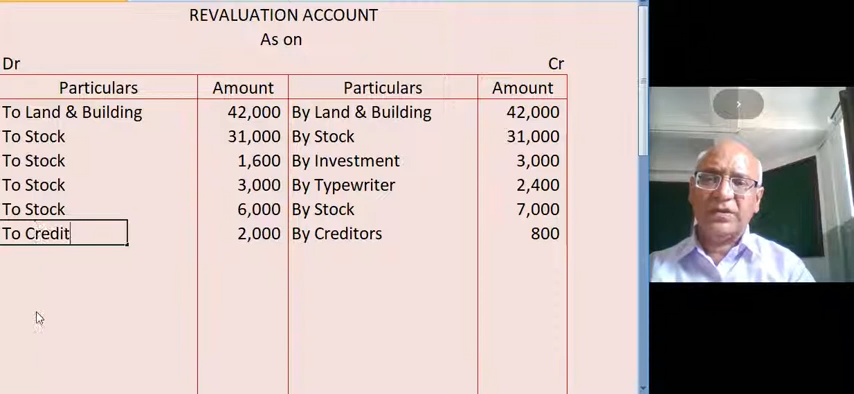 REVALUATION ACCOUNT
As on
Dr Cr
Particulars Amount Particulars Amount
To Land & Building 42,000 By Land & Building 42,000
To Stock 31,000 By Stock 31,000
To Stock 1,600 By Investment 3,000
To Stock 3,000 By Typewriter 2,400
To Stock 6,000 By Stock 7,000
To Credit 2,000 By Creditors 800